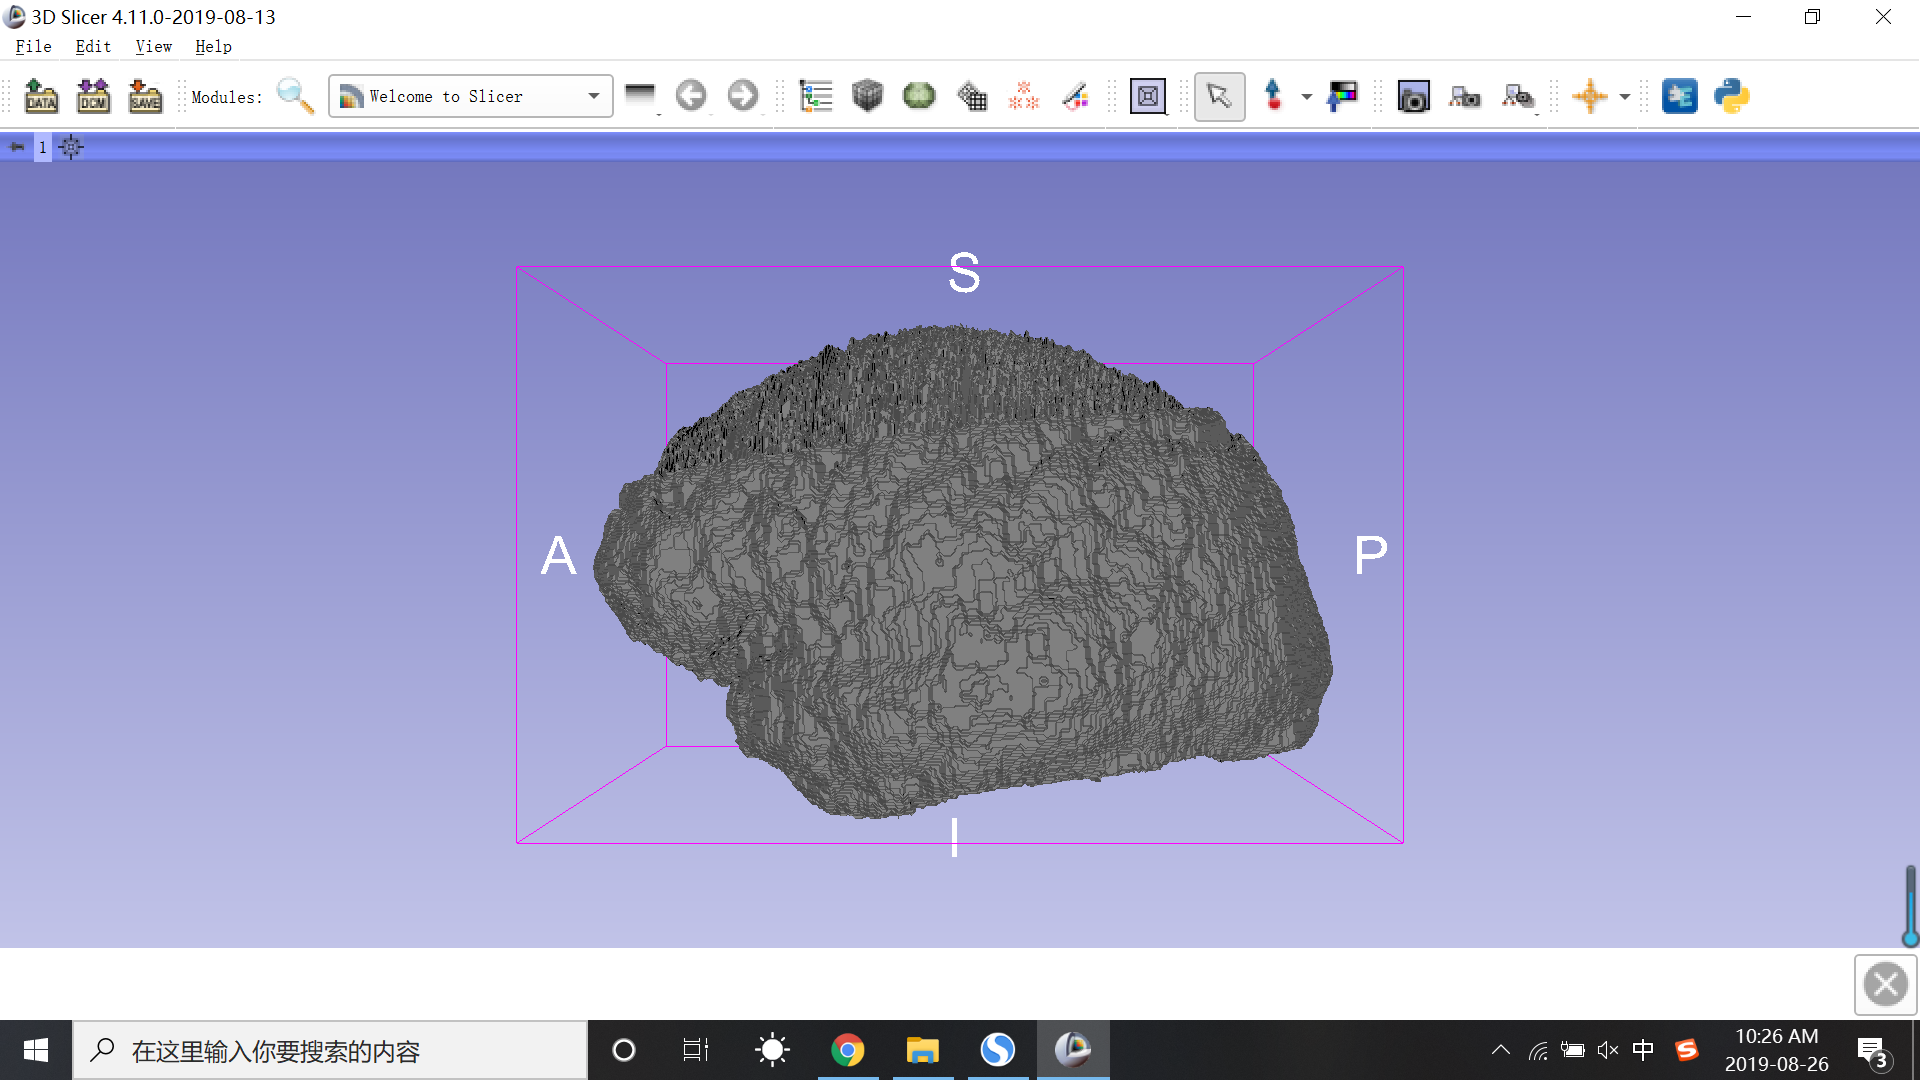 3D Slicer 4.11.0-2019-08-13
File Edit View Help
DATA DCM SAVE Modules: Welcome to Slicer
1
S
A P
I
在这里输入你要搜索的内容
中
10:26 AM
2019-08-26
3